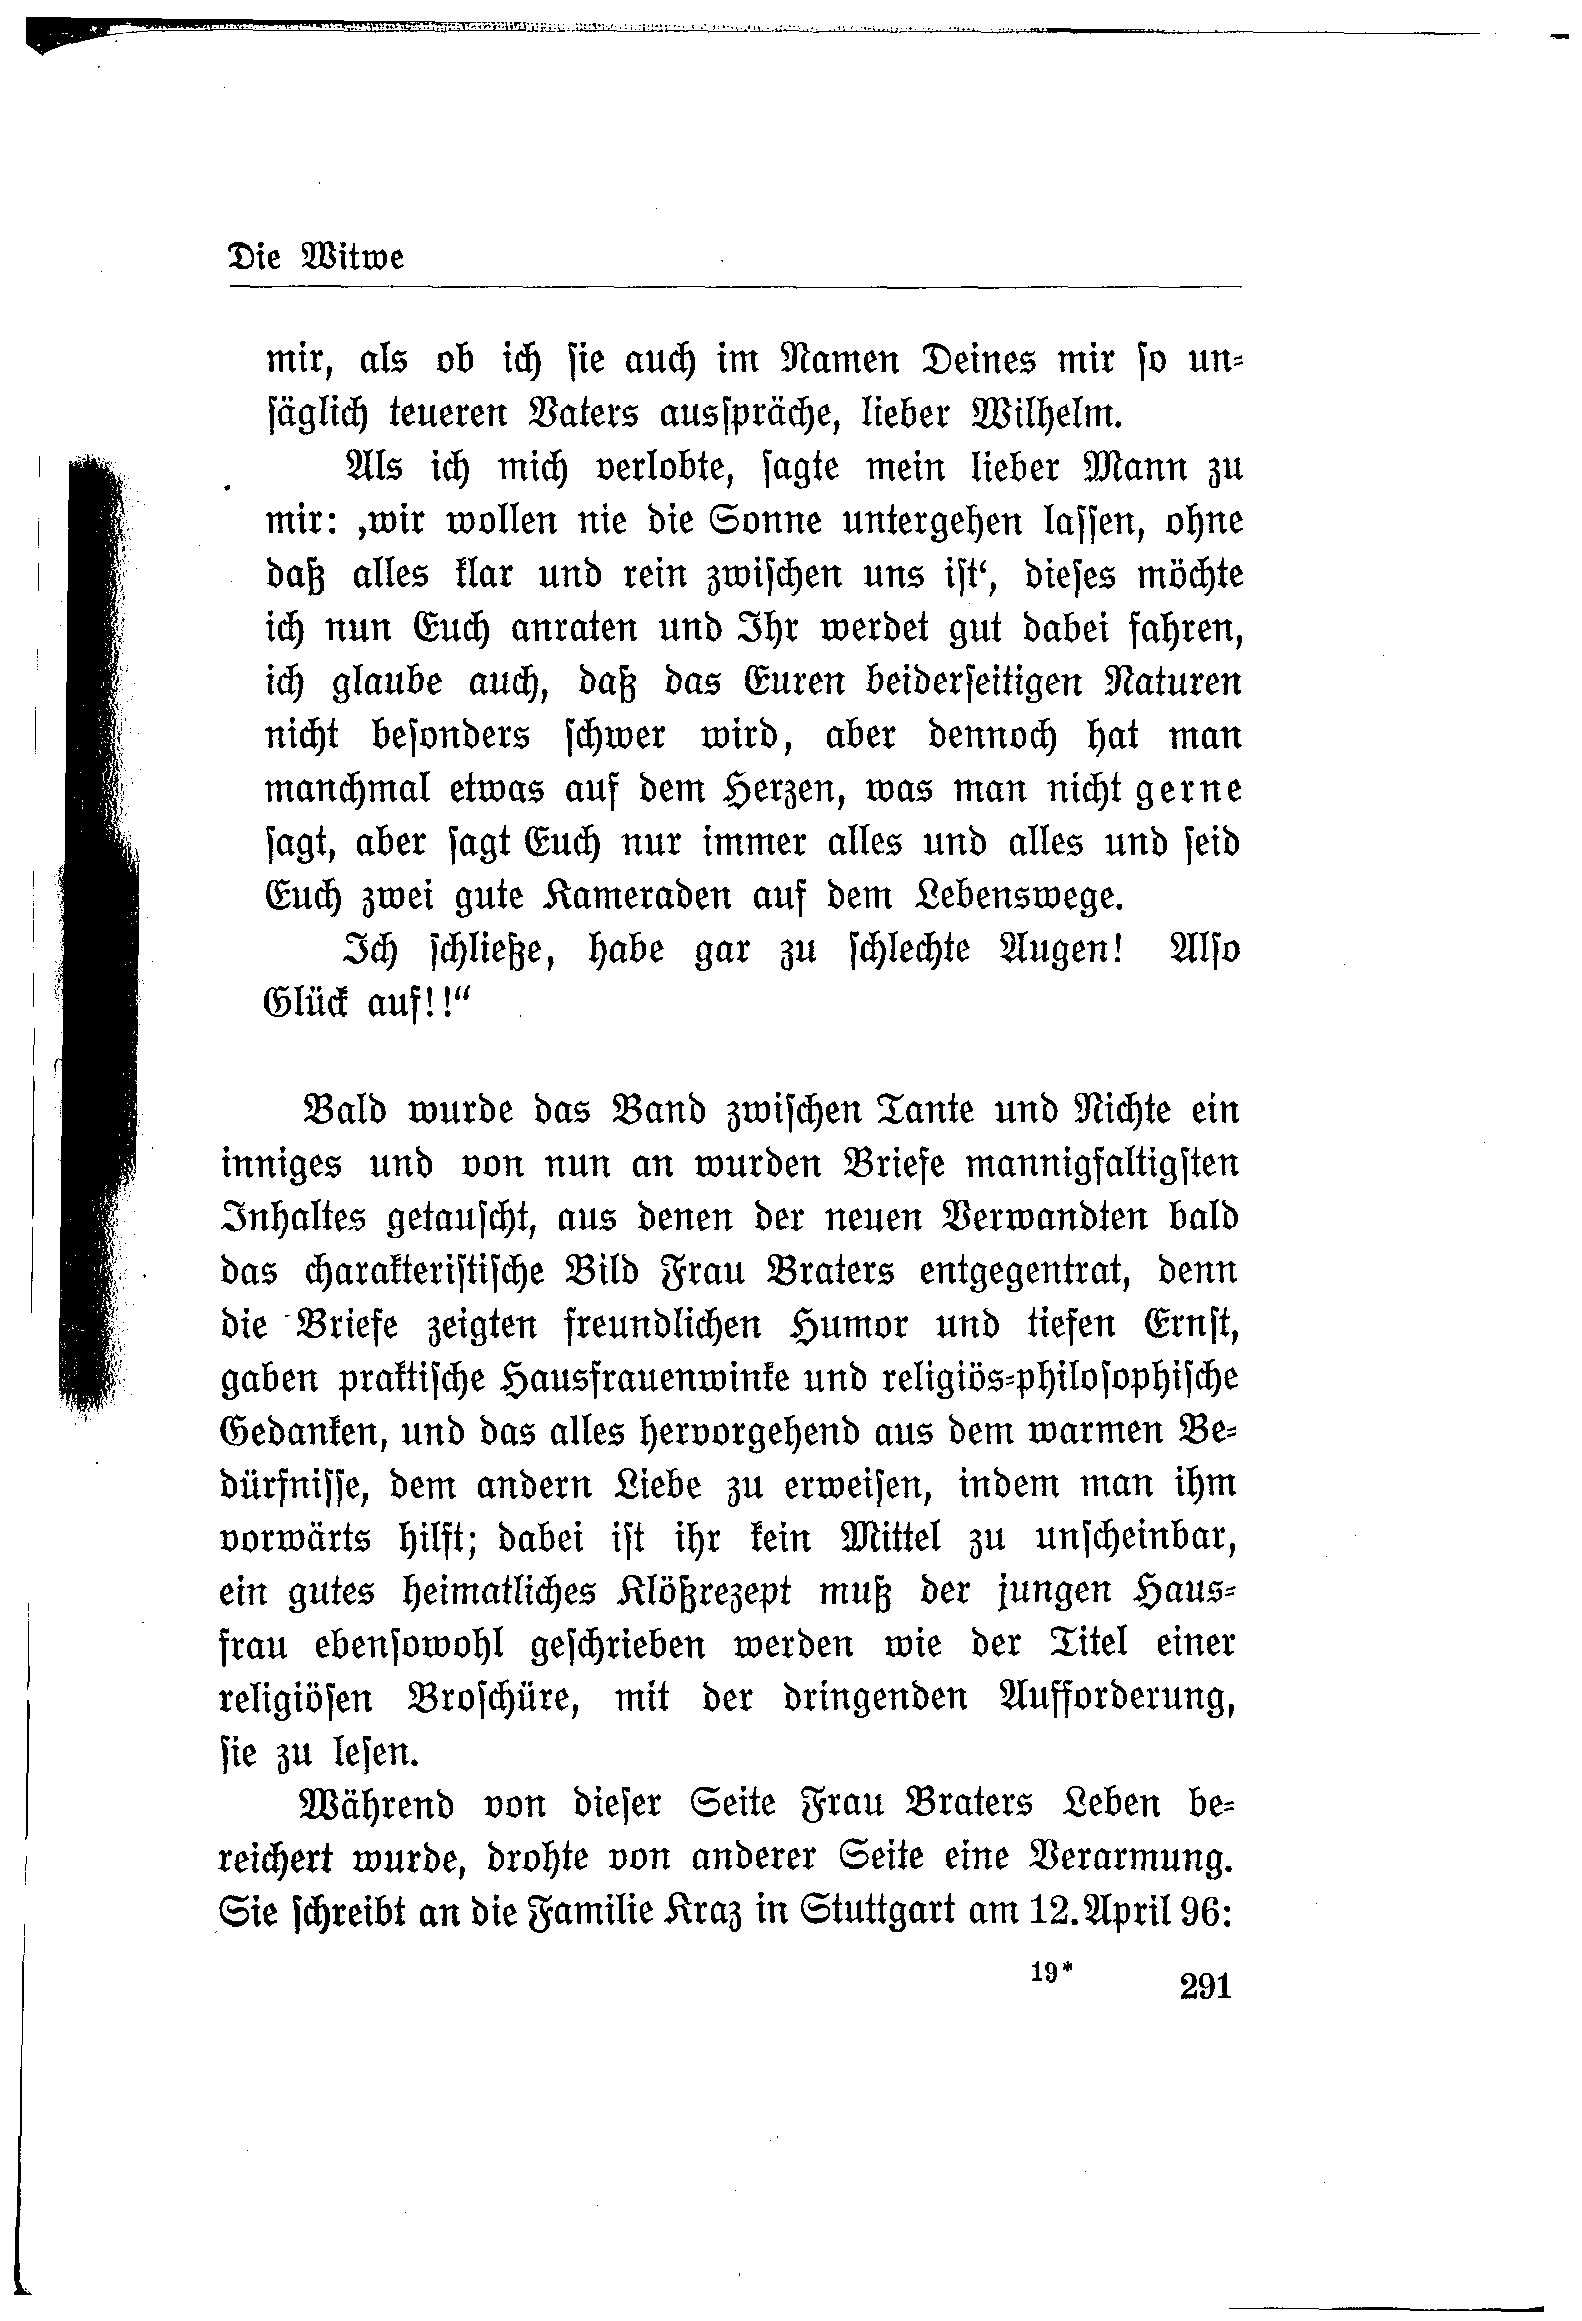 Die Witwe
mir, als ob ich sie auch im Namen Deines mir so un-
säglich teueren Vaters ausspräche, lieber Wilhelm.
Als ich mich verlobte, sagte mein lieber Mann zu
mir: ‚wir wollen nie die Sonne untergehen lassen, ohne
daß alles klar und rein zwischen uns ist‘, dieses möchte
ich nun Euch anraten und Ihr werdet gut dabei fahren,
ich glaube auch, daß das Euren beiderseitigen Naturen
nicht besonders schwer wird, aber dennoch hat man
manchmal etwas auf dem Herzen, was man nicht gerne
sagt, aber sagt Euch nur immer alles und alles und seid
Euch zwei gute Kameraden auf dem Lebenswege.
Ich schließe, habe gar zu schlechte Augen! Also
Glück auf!!“
Bald wurde das Band zwischen Tante und Nichte ein
inniges und von nun an wurden Briefe mannigfaltigsten
Inhaltes getauscht, aus denen der neuen Verwandten bald
das charakteristische Bild Frau Braters entgegentrat, denn
die Briefe zeigten freundlichen Humor und tiefen Ernst,
gaben praktische Hausfrauenwinke und religiös-philosophische
Gedanken, und das alles hervorgehend aus dem warmen Be-
dürfnisse, dem andern Liebe zu erweisen, indem man ihm
vorwärts hilft; dabei ist ihr kein Mittel zu unscheinbar,
ein gutes heimatliches Klößrezept muß der jungen Haus-
frau ebensowohl geschrieben werden wie der Titel einer
religiösen Broschüre, mit der dringenden Aufforderung,
sie zu lesen.
Während von dieser Seite Frau Braters Leben be-
reichert wurde, drohte von anderer Seite eine Verarmung.
Sie schreibt an die Familie Kraz in Stuttgart am 12. April 96:
19*
291